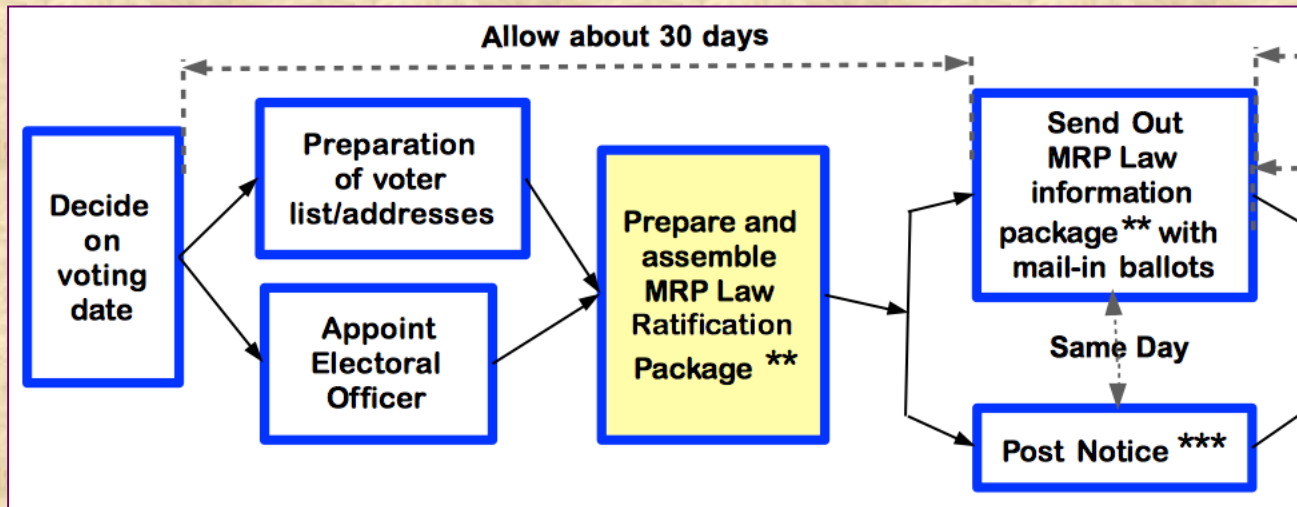 Allow about 30 days
Decide
on
voting
date
Preparation
of voter
list/addresses
Appoint
Electoral
Officer
Prepare and
assemble
MRP Law
Ratification
Package **
Send Out
MRP Law
information
package ** with
mail-in ballots
Same Day
Post Notice ***